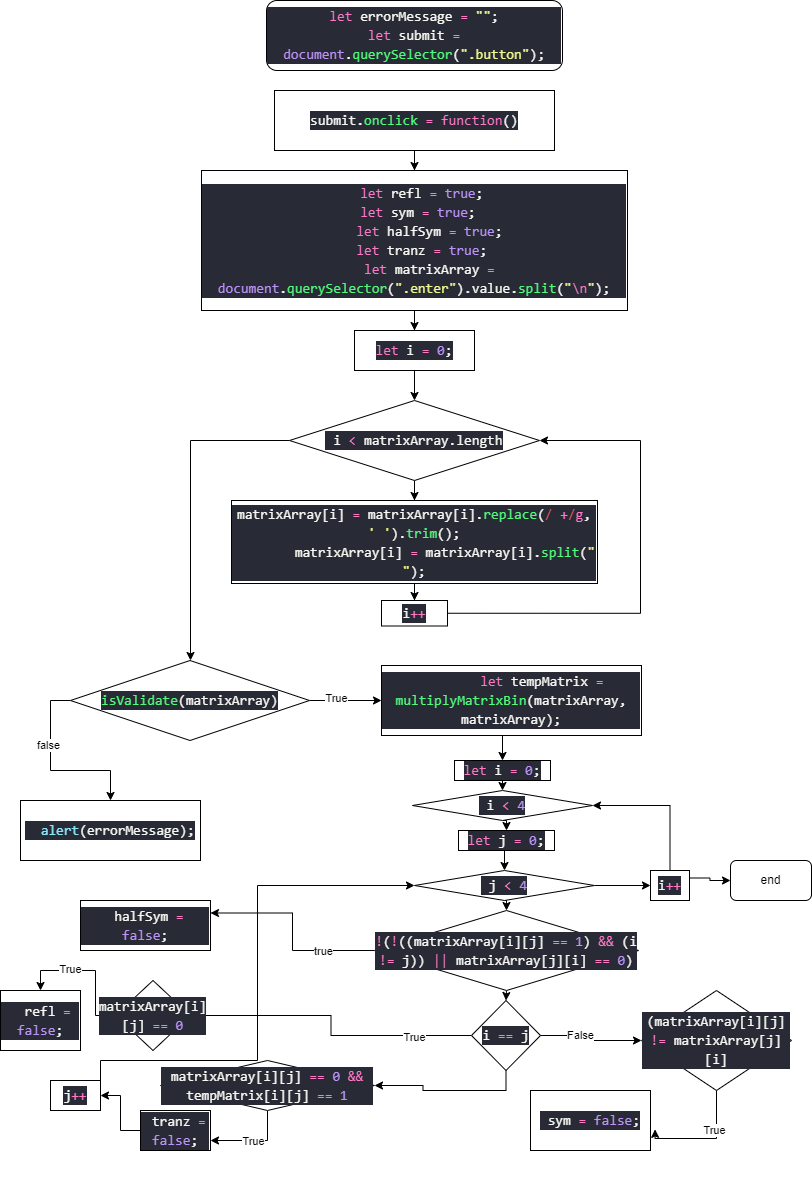 let errorMessage = "";
let submit =
document.querySelector(".button");
submit.onclick = function()
let refl = true;
let sym = true;
let halfSym = true;
let tranz = true;
let matrixArray =
document.querySelector(".enter").value.split("\n");
let i = 0;
i < matrixArray.length
matrixArray[i] = matrixArray[i].replace(/ +/g,
' ').trim();
matrixArray[i] = matrixArray[i].split("
");
i++
isValidate(matrixArray)
True
let tempMatrix =
multiplyMatrixBin(matrixArray,
matrixArray);
false
let i = 0;
i < 4
alert(errorMessage);
let j = 0;
j < 4
i++
end
halfSym =
false;
!(!((matrixArray[i][j] == 1) && (i
!= j)) || matrixArray[j][i] == 0)
true
True
refl =
false;
matrixArray[i]
[j] == 0
True
i == j
False
(matrixArray[i][j]
!= matrixArray[j]
[i]
matrixArray[i][j] == 0 &&
tempMatrix[i][j] == 1
j++
tranz =
false;
True
sym = false;
True